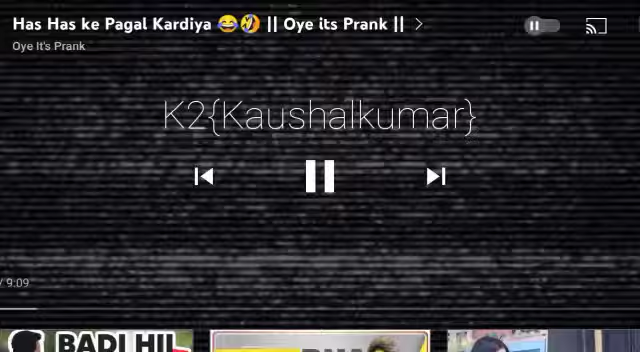 Has Has ke Pagal Kardiya 😂🤣 || Oye its Prank ||
Oye It's Prank
K2{Kaushalkumar}
/ 9:09
BADI HIL